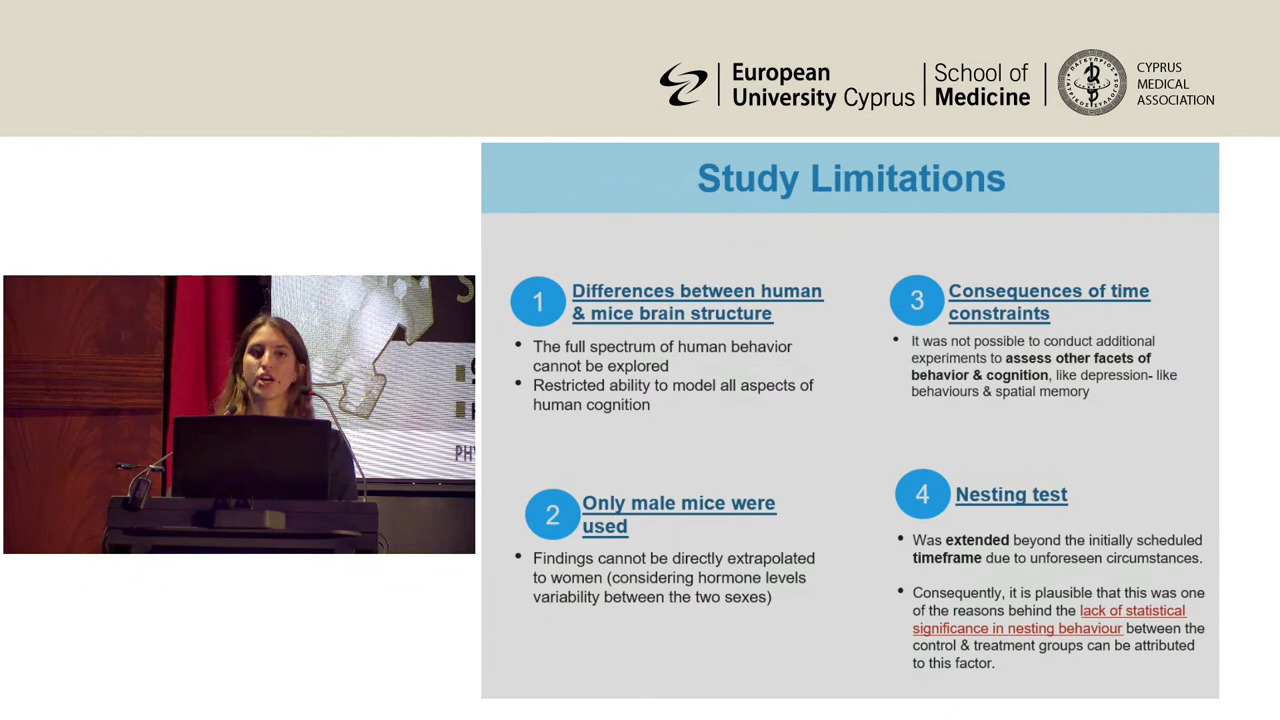 European
University Cyprus
School of
Medicine
ΠΑΓΚΥΠΡΙΟΣ
ΙΑΤΡΙΚΟΣ ΣΥΛΛΟΓΟΣ
CYPRUS
MEDICAL
ASSOCIATION
Study Limitations
1
Differences between human
& mice brain structure
• The full spectrum of human behavior
cannot be explored
• Restricted ability to model all aspects of
human cognition
2
Only male mice were
used
• Findings cannot be directly extrapolated
to women (considering hormone levels
variability between the two sexes)
3
Consequences of time
constraints
• It was not possible to conduct additional
experiments to assess other facets of
behavior & cognition, like depression- like
behaviours & spatial memory
4
Nesting test
• Was extended beyond the initially scheduled
timeframe due to unforeseen circumstances.
• Consequently, it is plausible that this was one
of the reasons behind the lack of statistical
significance in nesting behaviour between the
control & treatment groups can be attributed
to this factor.